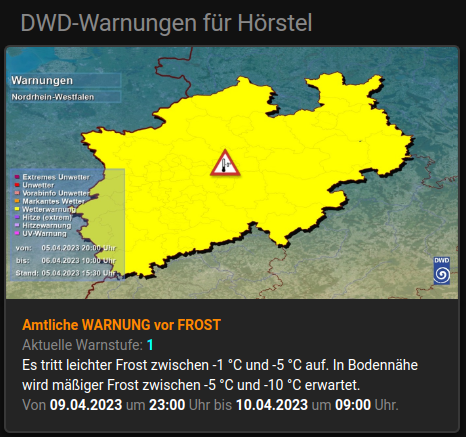 DWD-Warnungen für Hörstel
Warnungen
Nordrhein-Westfalen
Extremes Unwetter
Unwetter
Vorabinfo Unwetter
Markantes Wetter
Wetterwarnung
Hitze (extrem)
Hitzewarnung
UV-Warnung
von: 05.04.2023 20:00 Uhr
bis: 06.04.2023 10:00 Uhr
Stand: 05.04.2023 15:30 Uhr
DWD
Amtliche WARNUNG vor FROST
Aktuelle Warnstufe: 1
Es tritt leichter Frost zwischen -1 °C und -5 °C auf. In Bodennähe
wird mäßiger Frost zwischen -5 °C und -10 °C erwartet.
Von 09.04.2023 um 23:00 Uhr bis 10.04.2023 um 09:00 Uhr.